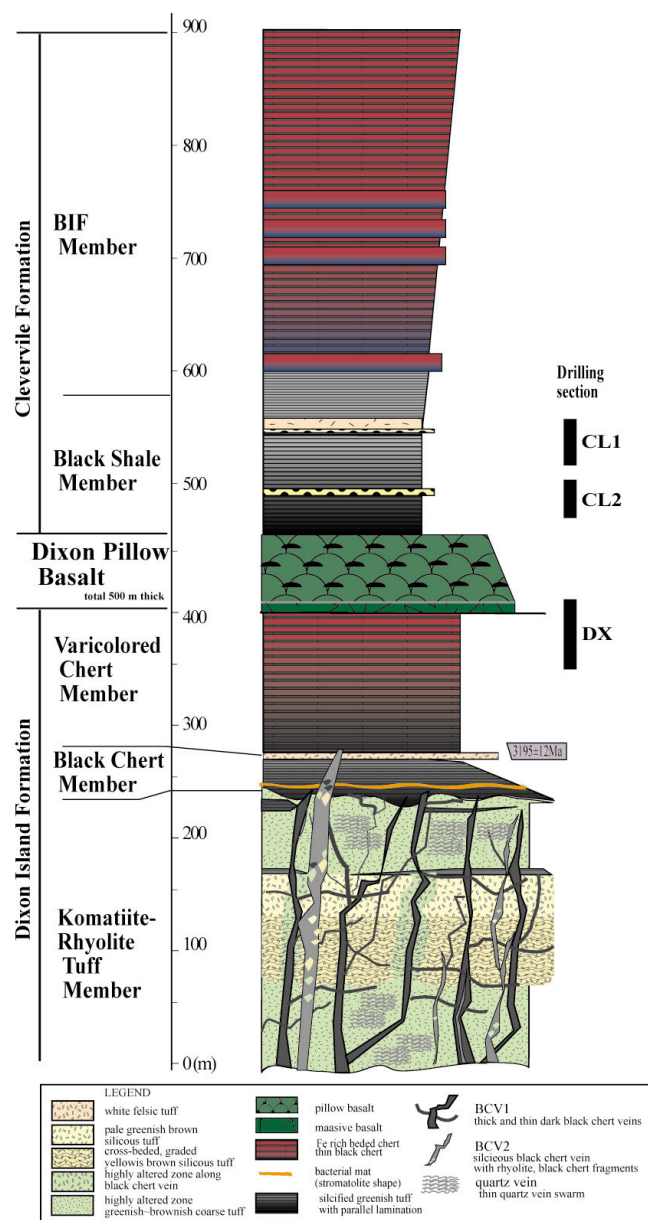 900
800
700
600
500
400
300
200
100
0 (m)
Clevervile Formation
BIF
Member
Black Shale
Member
Dixon Pillow
Basalt
total 500 m thick
Dixon Island Formation
Varicolored
Chert
Member
Black Chert
Member
Komatiite-
Rhyolite
Tuff
Member
Drilling
section
CL1
CL2
DX
3195±12Ma
LEGEND
white felsic tuff
pale greenish brown
silicous tuff
cross-beded, graded
yellowis brown silicous tuff
highly altered zone along
black chert vein
highly altered zone
greenish~brownish coarse tuff
pillow basalt
maasive basalt
Fe rich beded chert
thin black chert
bacterial mat
(stromatolite shape)
silcified greenish tuff
with parallel lamination
BCV1
thick and thin dark black chert veins
BCV2
silcieous black chert vein
with rhyolite, black chert fragments
quartz vein
thin quartz vein swarm